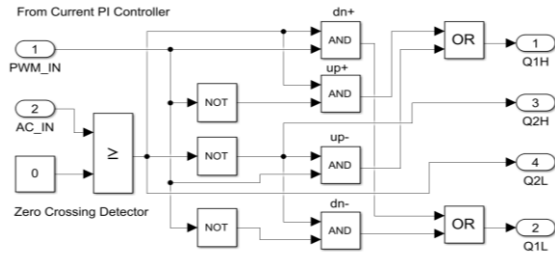 From Current PI Controller
dn+
1
PWM_IN
AND
OR
1
Q1H
up+
NOT
AND
2
AC_IN
3
Q2H
≥
up-
NOT
AND
0
4
Q2L
Zero Crossing Detector
dn-
NOT
AND
OR
2
Q1L